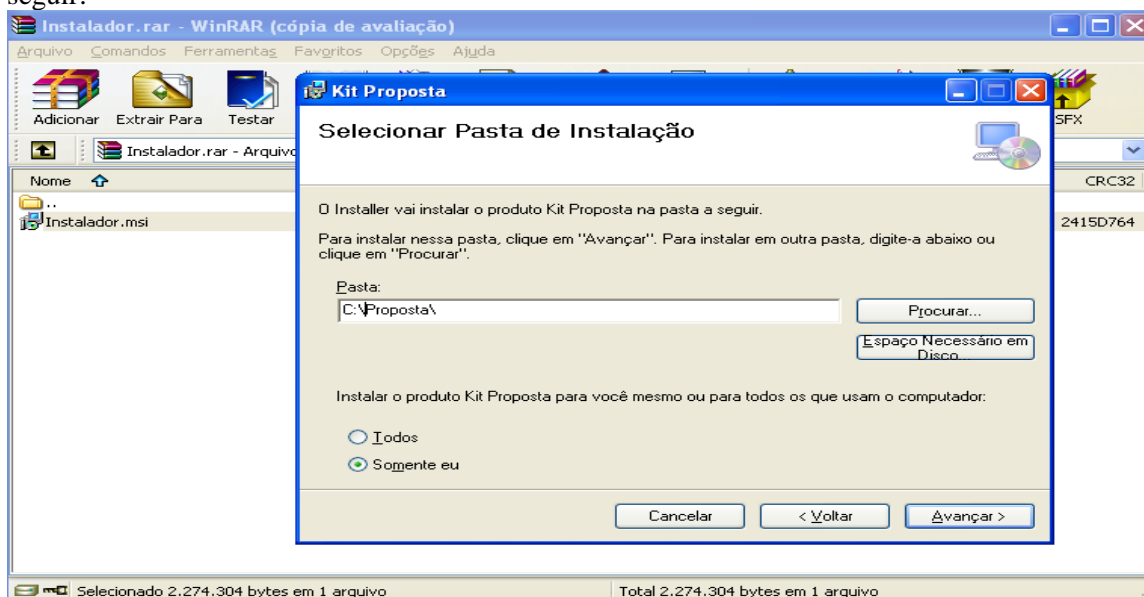 seguir:
Instalador.rar - WinRAR (cópia de avaliação)
Arquivo Comandos Ferramentas Favoritos Opções Ajuda
Adicionar Extrair Para Testar SFX
Instalador.rar - Arquivo
Nome CRC32
..
Instalador.msi 2415D764
Kit Proposta
Selecionar Pasta de Instalação
O Installer vai instalar o produto Kit Proposta na pasta a seguir.
Para instalar nessa pasta, clique em "Avançar". Para instalar em outra pasta, digite-a abaixo ou
clique em "Procurar".
Pasta:
C:\Proposta\
Procurar...
Espaço Necessário em
Disco...
Instalar o produto Kit Proposta para você mesmo ou para todos os que usam o computador:
Todos
Somente eu
Cancelar < Voltar Avançar >
Selecionado 2.274.304 bytes em 1 arquivo Total 2.274.304 bytes em 1 arquivo